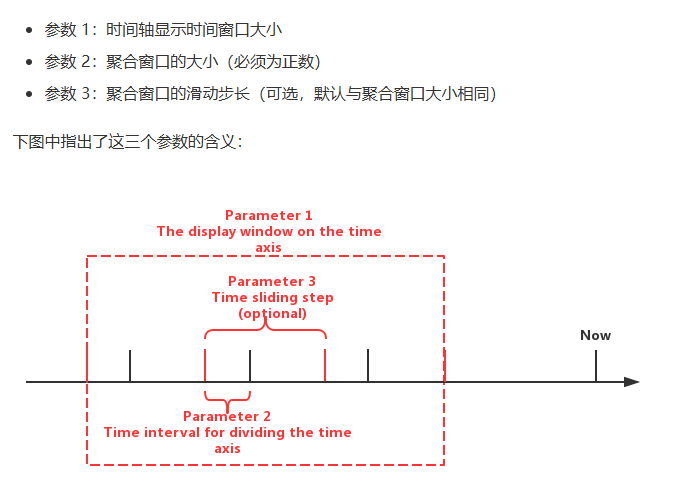 参数 1：时间轴显示时间窗口大小
参数 2：聚合窗口的大小（必须为正数）
参数 3：聚合窗口的滑动步长（可选，默认与聚合窗口大小相同）
下图中指出了这三个参数的含义：
Parameter 1
The display window on the time
axis
Parameter 3
Time sliding step
(optional)
Now
Parameter 2
Time interval for dividing the time
axis